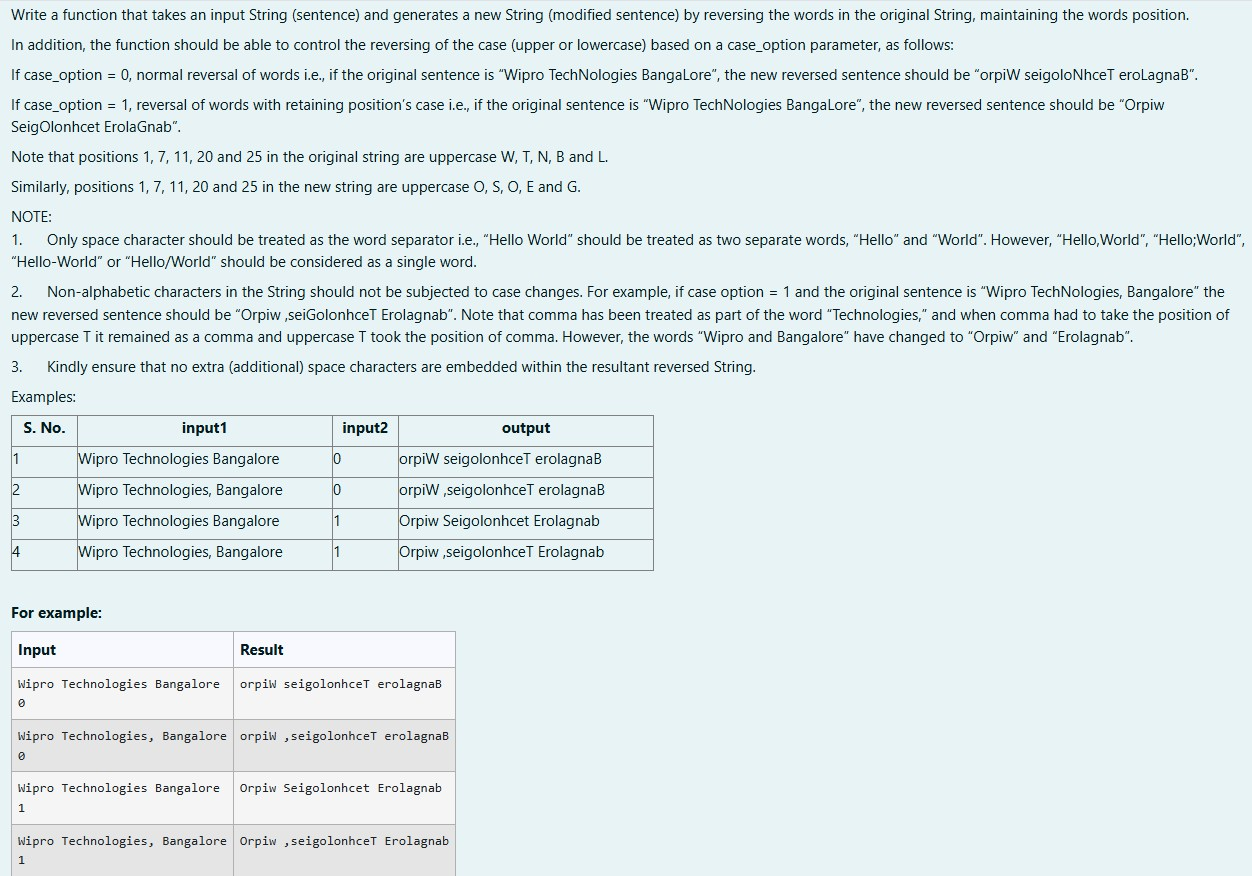 Write a function that takes an input String (sentence) and generates a new String (modified sentence) by reversing the words in the original String, maintaining the words position.
In addition, the function should be able to control the reversing of the case (upper or lowercase) based on a case_option parameter, as follows:
If case_option = 0, normal reversal of words i.e., if the original sentence is “Wipro TechNologies BangaLore”, the new reversed sentence should be “orpiW seigoloNhceT eroLagnaB”.
If case_option = 1, reversal of words with retaining position’s case i.e., if the original sentence is “Wipro TechNologies BangaLore”, the new reversed sentence should be “Orpiw
SeigOlonhcet ErolaGnab”.
Note that positions 1, 7, 11, 20 and 25 in the original string are uppercase W, T, N, B and L.
Similarly, positions 1, 7, 11, 20 and 25 in the new string are uppercase O, S, O, E and G.
NOTE:
1. Only space character should be treated as the word separator i.e., “Hello World” should be treated as two separate words, “Hello” and “World”. However, “Hello,World”, “Hello;World”,
“Hello-World” or “Hello/World” should be considered as a single word.
2. Non-alphabetic characters in the String should not be subjected to case changes. For example, if case option = 1 and the original sentence is “Wipro TechNologies, Bangalore” the
new reversed sentence should be “Orpiw ,seiGolonhceT Erolagnab”. Note that comma has been treated as part of the word “Technologies,” and when comma had to take the position of
uppercase T it remained as a comma and uppercase T took the position of comma. However, the words “Wipro and Bangalore” have changed to “Orpiw” and “Erolagnab”.
3. Kindly ensure that no extra (additional) space characters are embedded within the resultant reversed String.
Examples:
S. No. input1 input2 output
1 Wipro Technologies Bangalore 0 orpiW seigolonhceT erolagnaB
2 Wipro Technologies, Bangalore 0 orpiW ,seigolonhceT erolagnaB
3 Wipro Technologies Bangalore 1 Orpiw Seigolonhcet Erolagnab
4 Wipro Technologies, Bangalore 1 Orpiw ,seigolonhceT Erolagnab
For example:
Input Result
Wipro Technologies Bangalore orpiW seigolonhceT erolagnaB
0
Wipro Technologies, Bangalore orpiW ,seigolonhceT erolagnaB
0
Wipro Technologies Bangalore Orpiw Seigolonhcet Erolagnab
1
Wipro Technologies, Bangalore Orpiw ,seigolonhceT Erolagnab
1